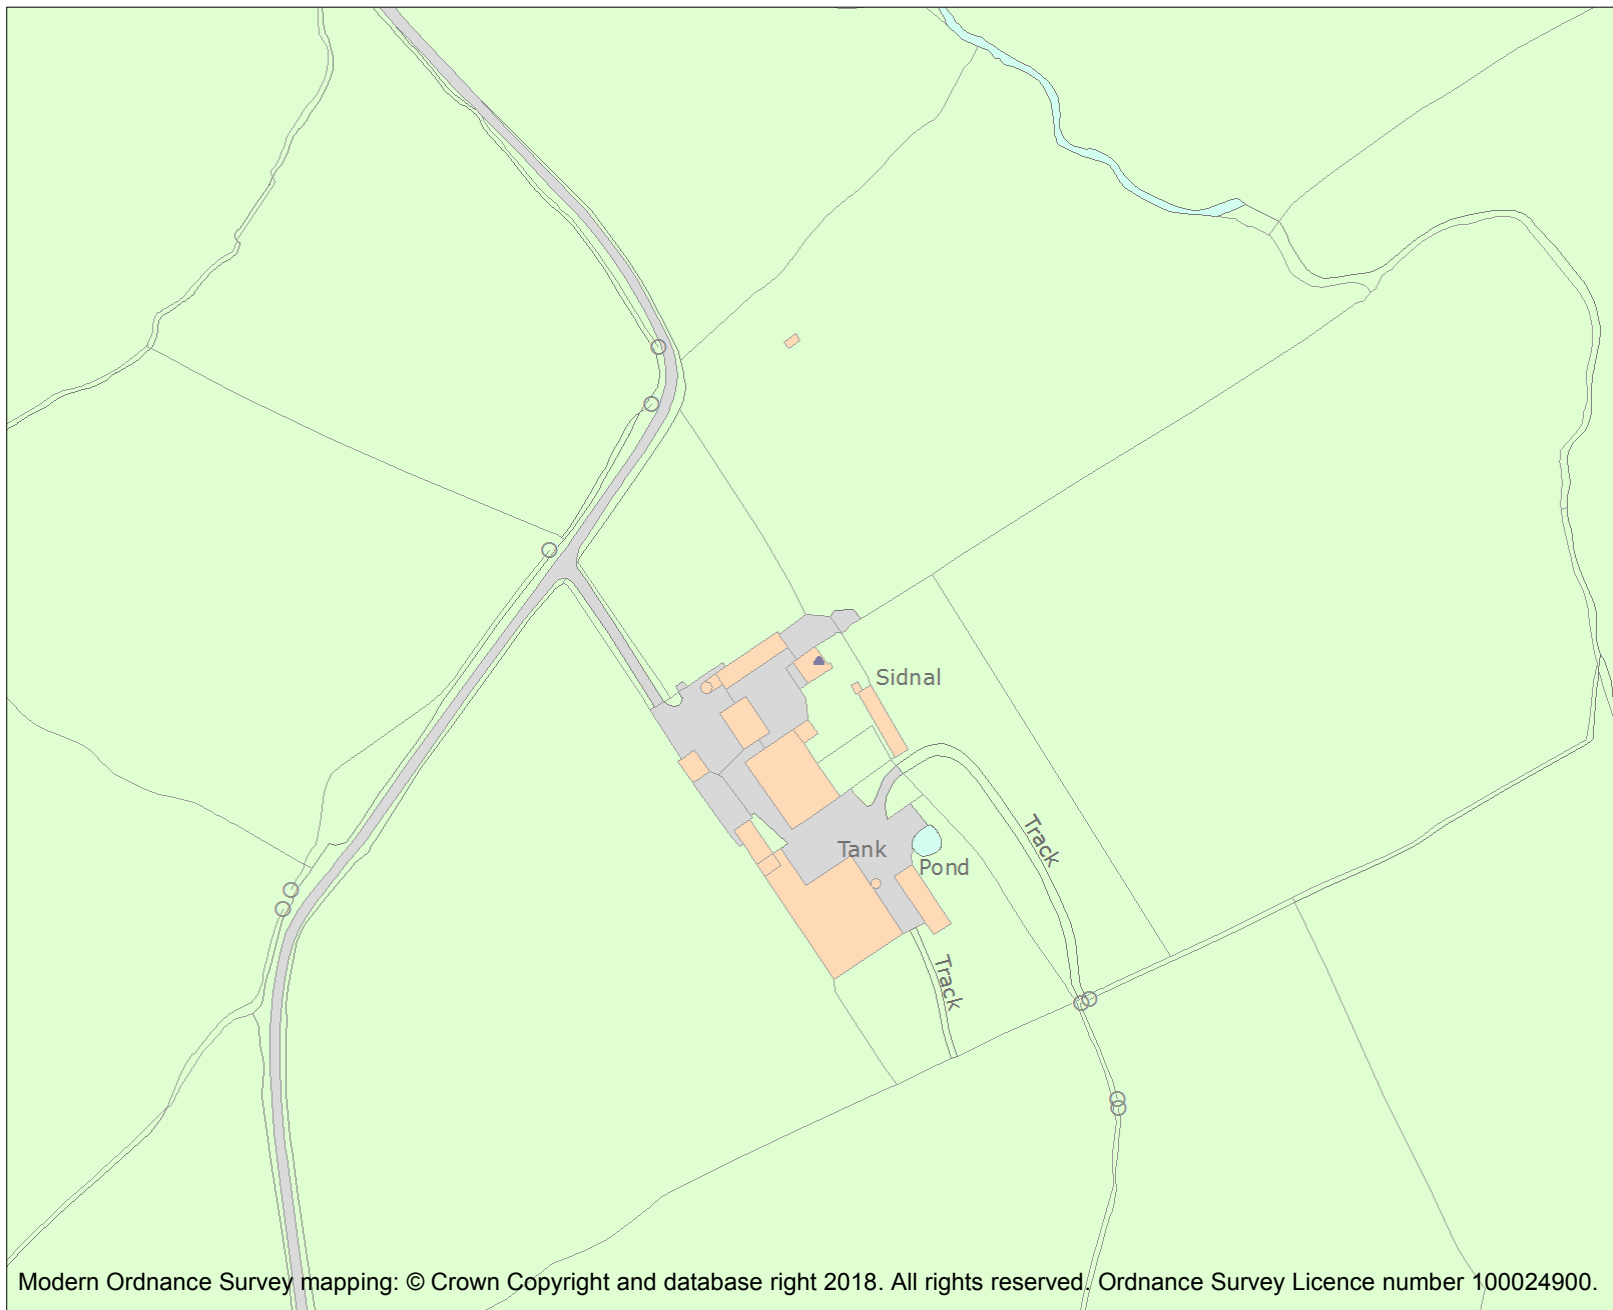 Sidnal
Track
Tank
Pond
Track
Modern Ordnance Survey mapping: © Crown Copyright and database right 2018. All rights reserved. Ordnance Survey Licence number 100024900.